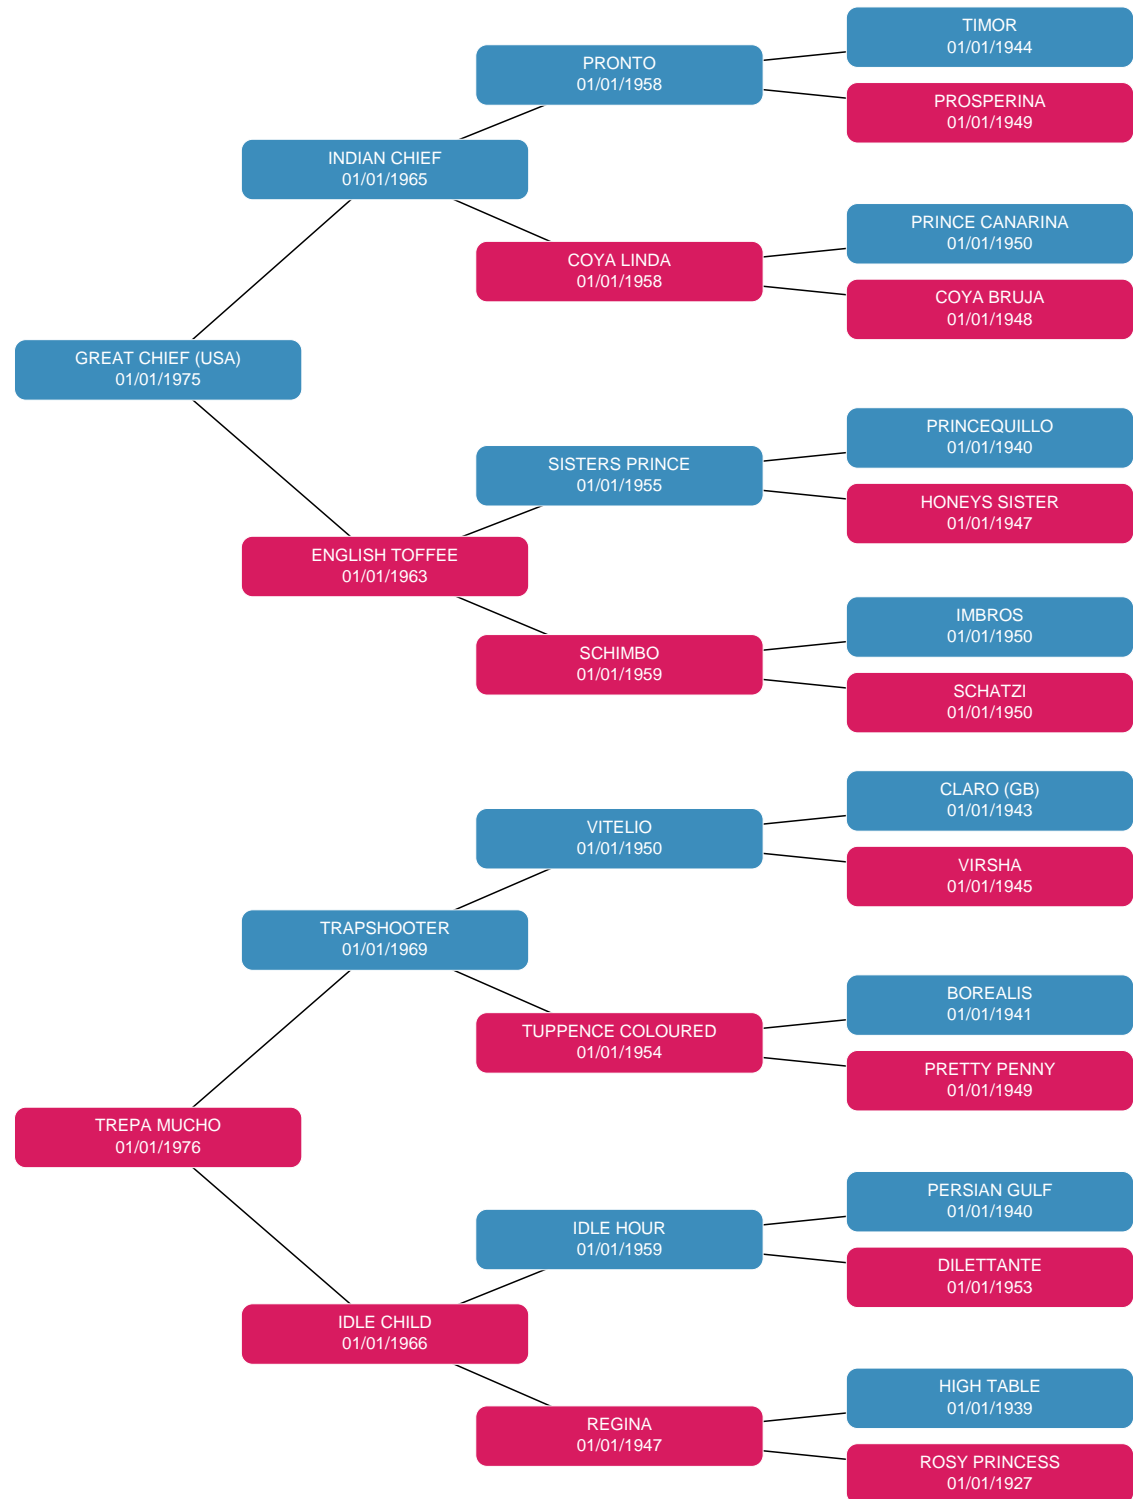 TIMOR
01/01/1944
PRONTO
01/01/1958
PROSPERINA
01/01/1949
INDIAN CHIEF
01/01/1965
PRINCE CANARINA
01/01/1950
COYA LINDA
01/01/1958
COYA BRUJA
01/01/1948
GREAT CHIEF (USA)
01/01/1975
PRINCEQUILLO
01/01/1940
SISTERS PRINCE
01/01/1955
HONEYS SISTER
01/01/1947
ENGLISH TOFFEE
01/01/1963
IMBROS
01/01/1950
SCHIMBO
01/01/1959
SCHATZI
01/01/1950
CLARO (GB)
01/01/1943
VITELIO
01/01/1950
VIRSHA
01/01/1945
TRAPSHOOTER
01/01/1969
BOREALIS
01/01/1941
TUPPENCE COLOURED
01/01/1954
PRETTY PENNY
01/01/1949
TREPA MUCHO
01/01/1976
PERSIAN GULF
01/01/1940
IDLE HOUR
01/01/1959
DILETTANTE
01/01/1953
IDLE CHILD
01/01/1966
HIGH TABLE
01/01/1939
REGINA
01/01/1947
ROSY PRINCESS
01/01/1927